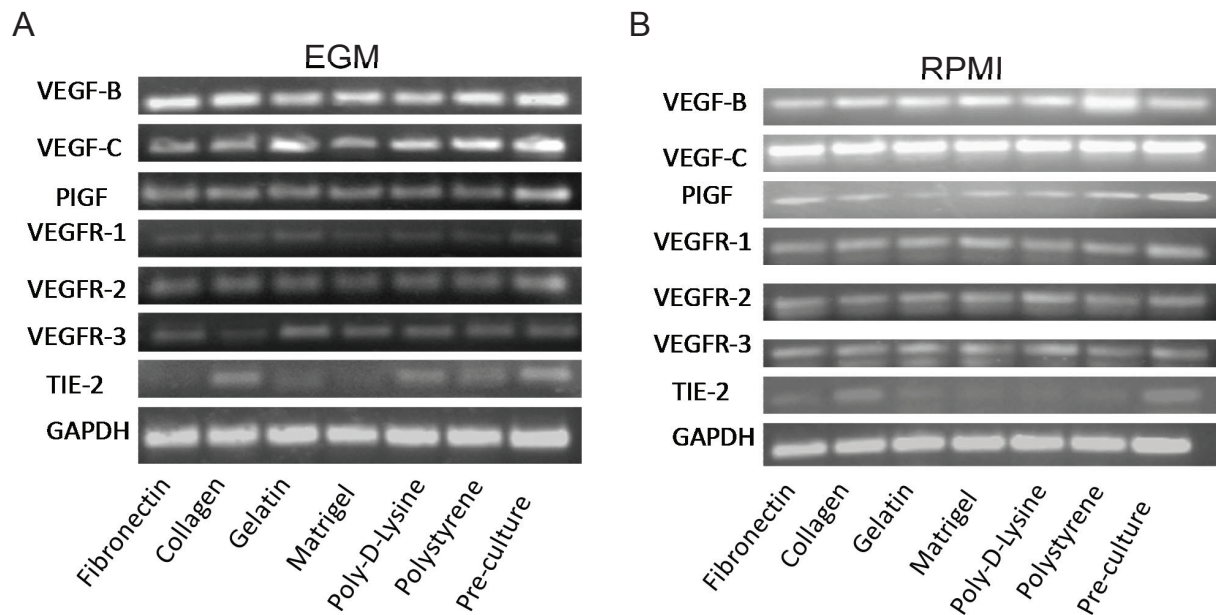 A
EGM
VEGF-B
VEGF-C
PIGF
VEGFR-1
VEGFR-2
VEGFR-3
TIE-2
GAPDH
Fibronectin
Collagen
Gelatin
Matrigel
Poly-D-Lysine
Polystyrene
Pre-culture
B
RPMI
VEGF-B
VEGF-C
PIGF
VEGFR-1
VEGFR-2
VEGFR-3
TIE-2
GAPDH
Fibronectin
Collagen
Gelatin
Matrigel
Poly-D-Lysine
Polystyrene
Pre-culture